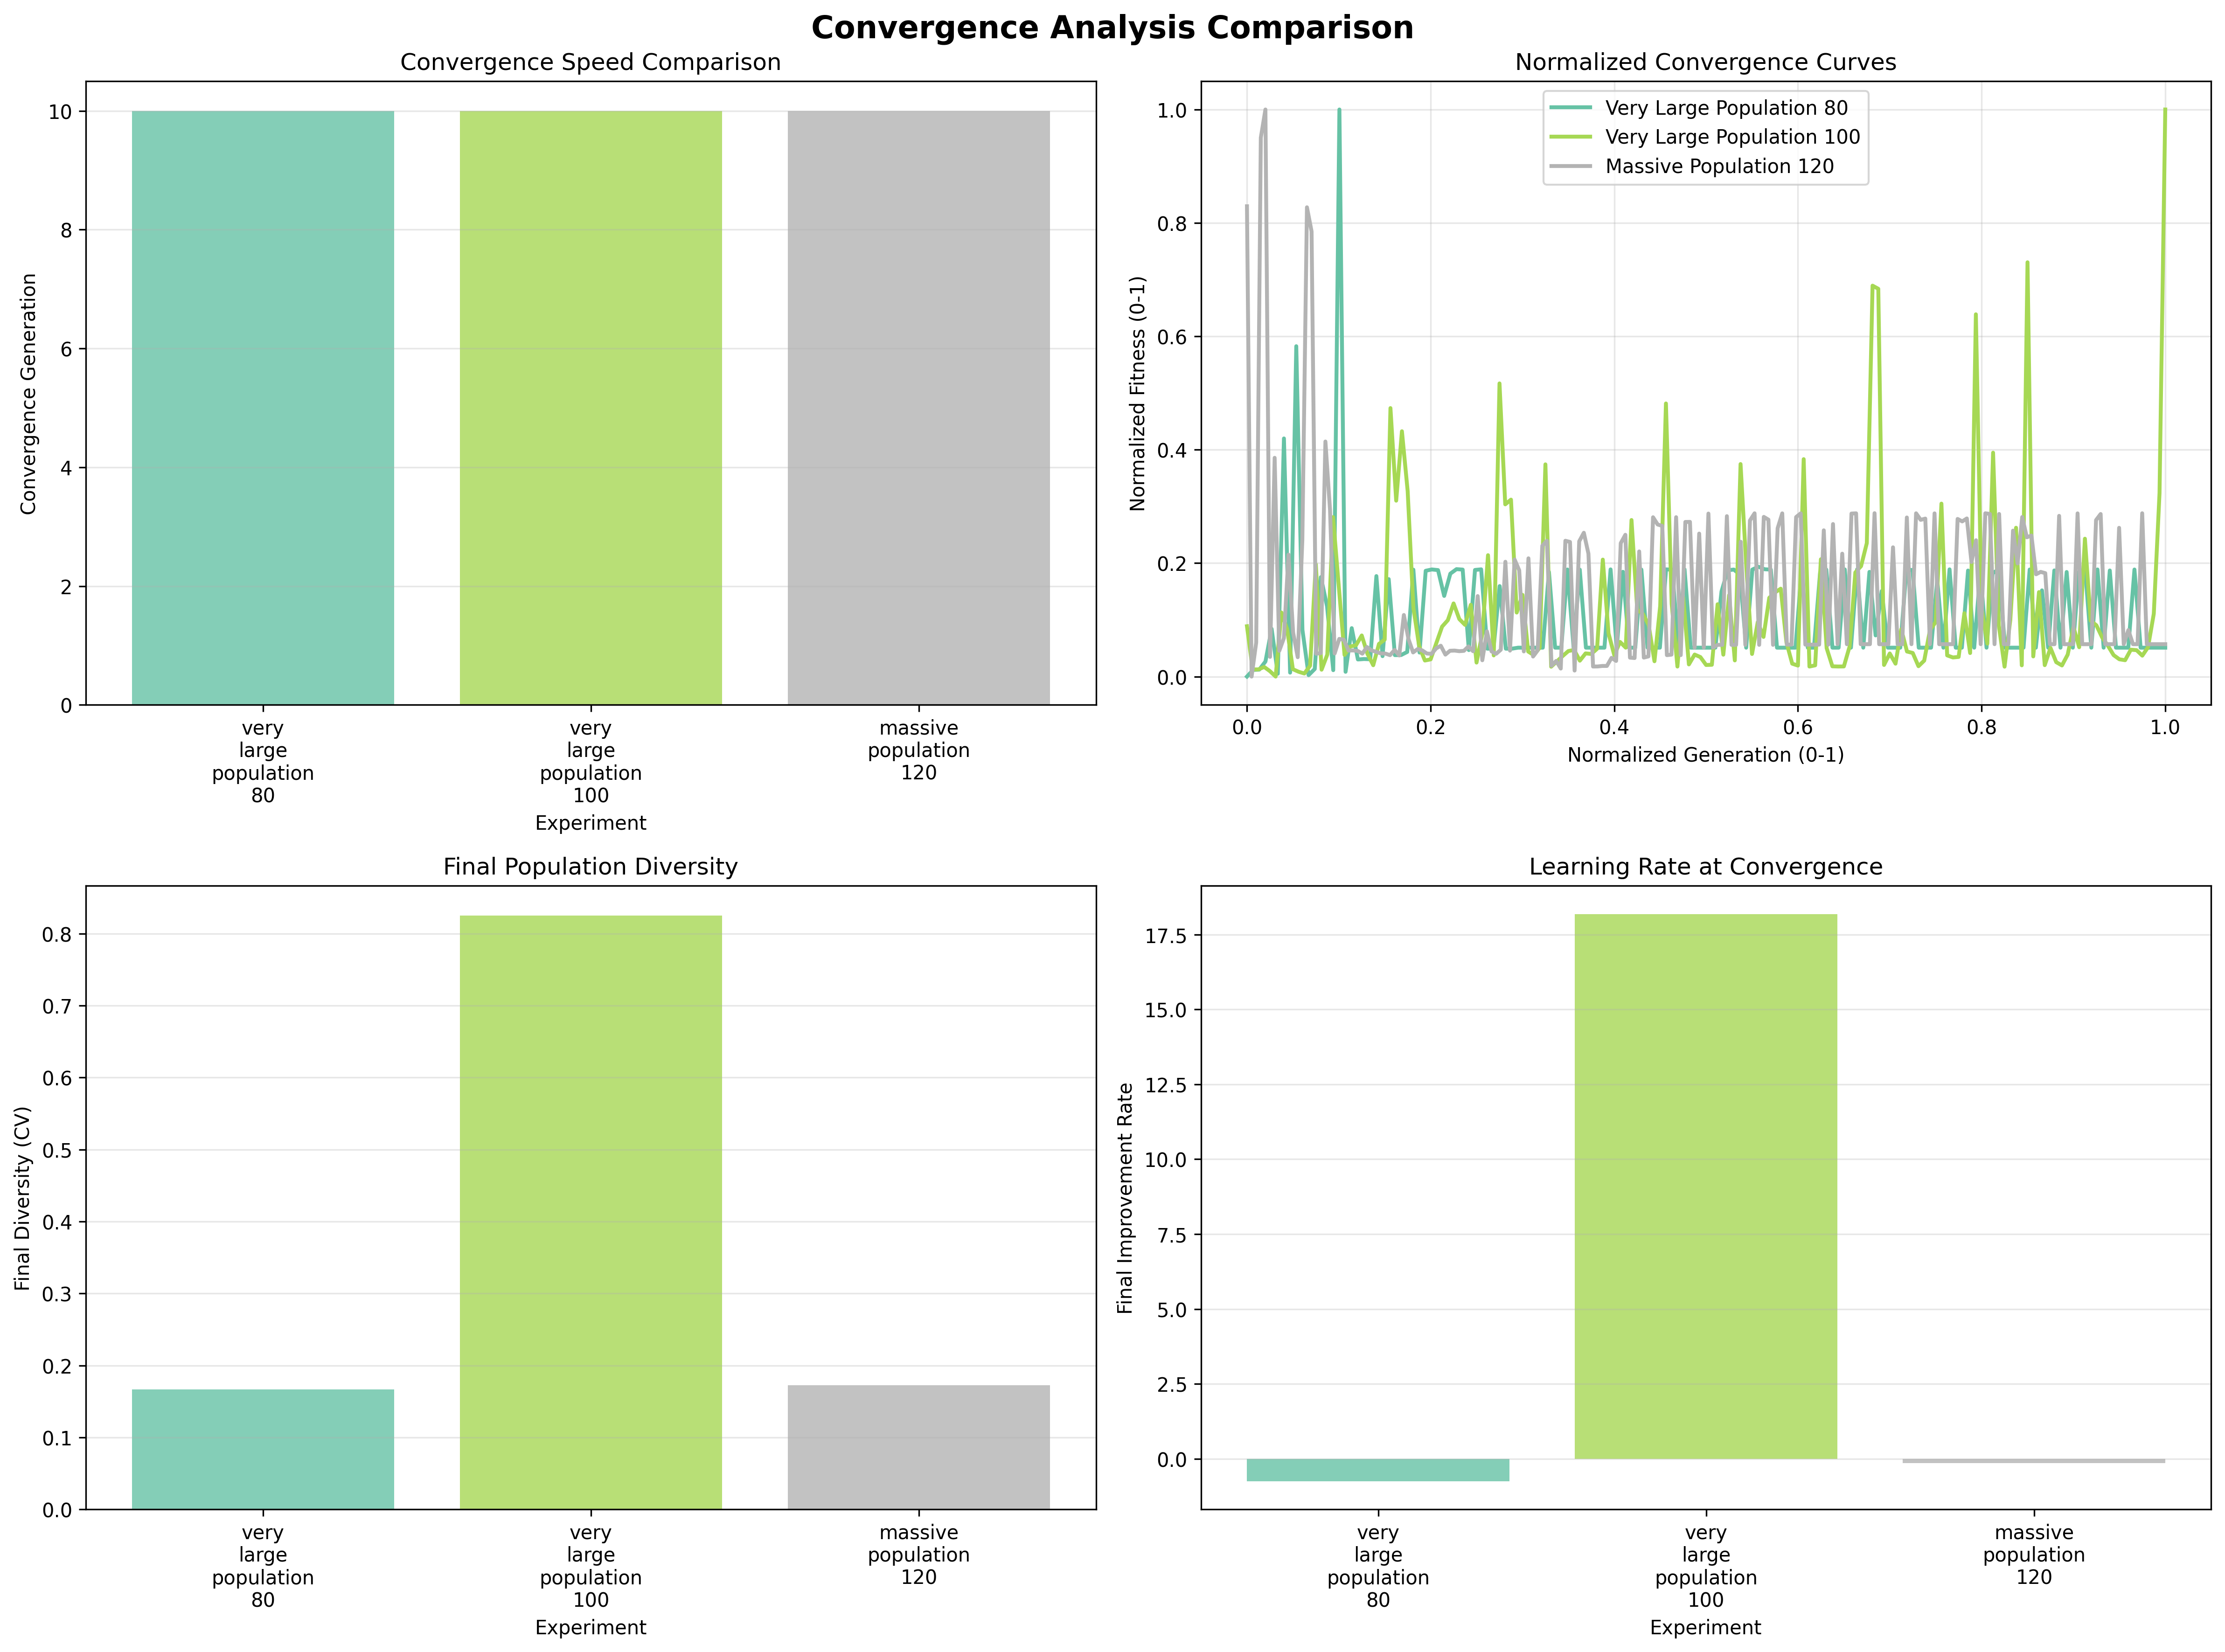 Convergence Analysis Comparison
Convergence Speed Comparison
Convergence Generation
10
8
6
4
2
0
very
large
population
80
very
large
population
100
massive
population
120
Experiment
Normalized Convergence Curves
Normalized Fitness (0-1)
1.0
0.8
0.6
0.4
0.2
0.0
Very Large Population 80
Very Large Population 100
Massive Population 120
0.0 0.2 0.4 0.6 0.8 1.0
Normalized Generation (0-1)
Final Population Diversity
Final Diversity (CV)
0.8
0.7
0.6
0.5
0.4
0.3
0.2
0.1
0.0
very
large
population
80
very
large
population
100
massive
population
120
Experiment
Learning Rate at Convergence
Final Improvement Rate
17.5
15.0
12.5
10.0
7.5
5.0
2.5
0.0
very
large
population
80
very
large
population
100
massive
population
120
Experiment